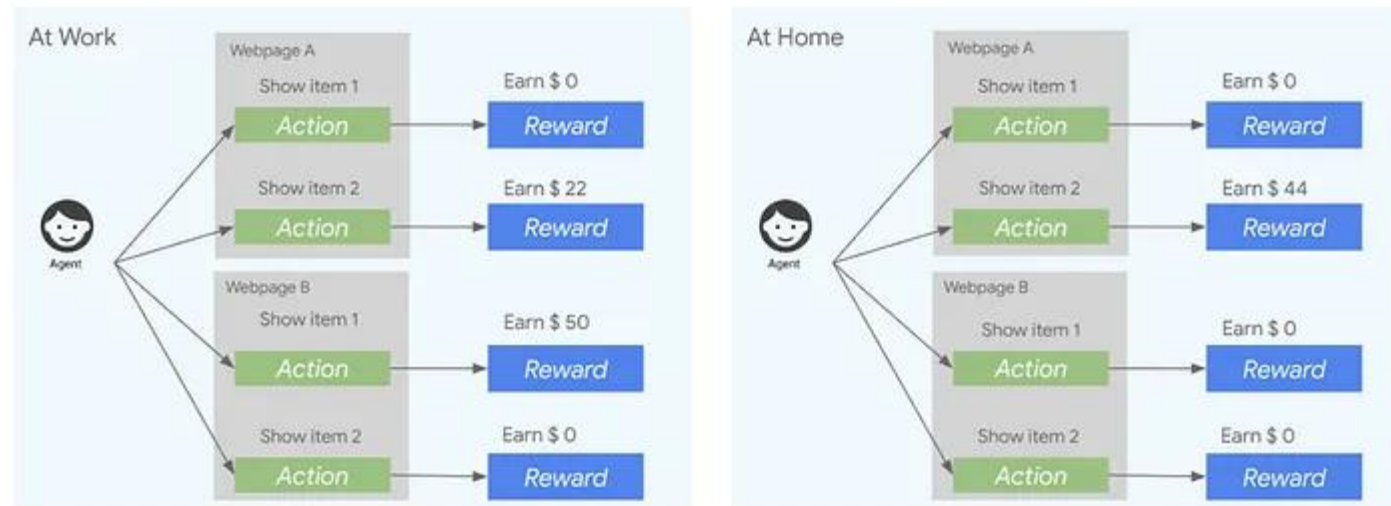 At Work
Webpage A
Show item 1
Earn $ 0
Action
Reward
Show item 2
Earn $ 22
Action
Reward
Agent
Webpage B
Show item 1
Earn $ 50
Action
Reward
Show item 2
Earn $ 0
Action
Reward
At Home
Webpage A
Show item 1
Earn $ 0
Action
Reward
Show item 2
Earn $ 44
Action
Reward
Agent
Webpage B
Show item 1
Earn $ 0
Action
Reward
Show item 2
Earn $ 0
Action
Reward